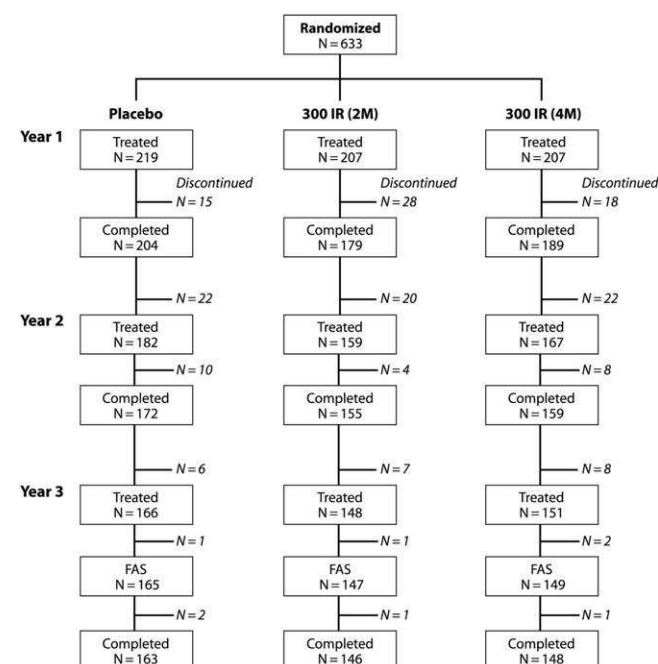 Randomized
N = 633
Placebo 300 IR (2M) 300 IR (4M)
Year 1
Treated Treated Treated
N = 219 N = 207 N = 207
Discontinued Discontinued Discontinued
N = 15 N = 28 N = 18
Completed Completed Completed
N = 204 N = 179 N = 189
N = 22 N = 20 N = 22
Year 2
Treated Treated Treated
N = 182 N = 159 N = 167
N = 10 N = 4 N = 8
Completed Completed Completed
N = 172 N = 155 N = 159
N = 6 N = 7 N = 8
Year 3
Treated Treated Treated
N = 166 N = 148 N = 151
N = 1 N = 1 N = 2
FAS FAS FAS
N = 165 N = 147 N = 149
N = 2 N = 1 N = 1
Completed Completed Completed
N = 163 N = 146 N = 148